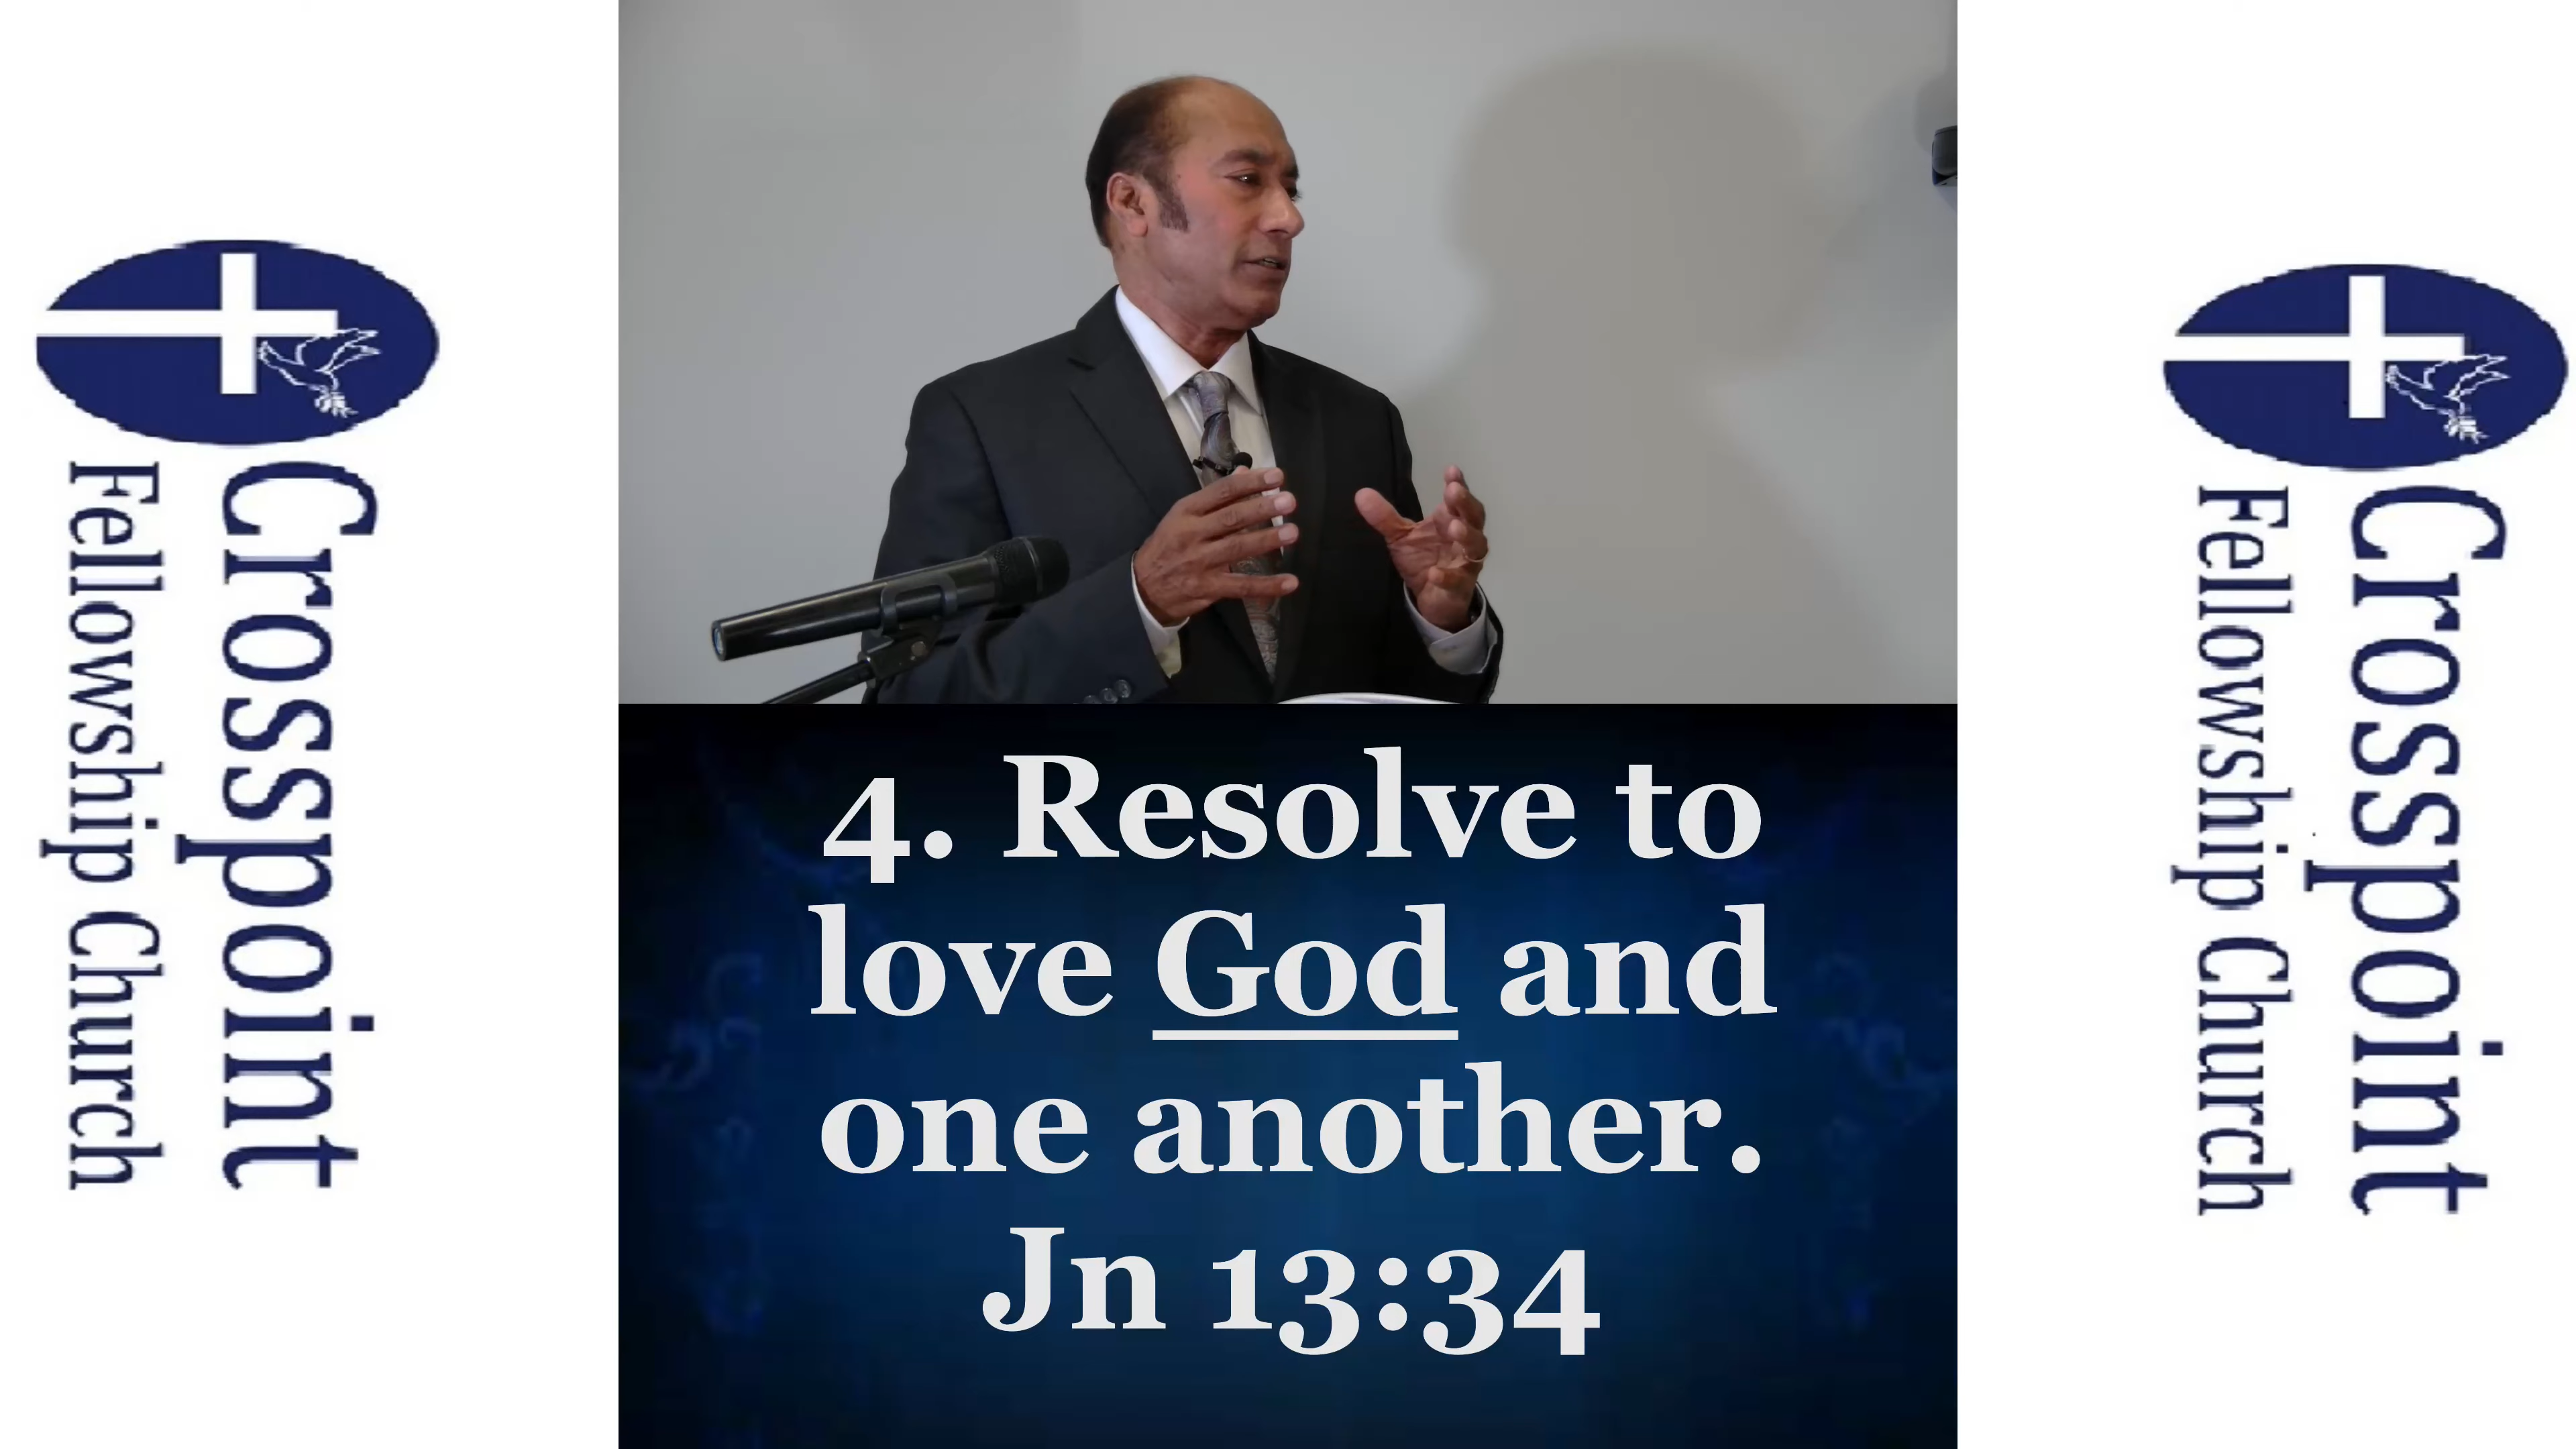 Crosspoint
Fellowship Church
4. Resolve to
love God and
one another.
Jn 13:34
Crosspoint
Fellowship Church